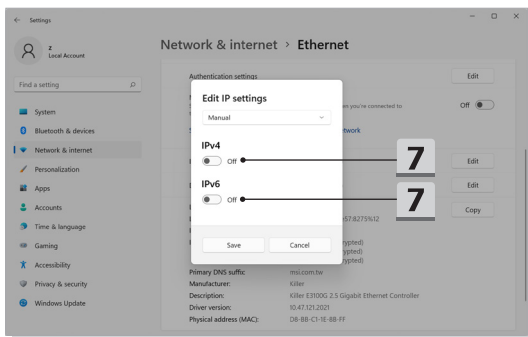 Settings
z
Local Account
Find a setting
System
Bluetooth & devices
Network & internet
Personalization
Apps
Accounts
Time & language
Gaming
Accessibility
Privacy & security
Windows Update
Network & internet > Ethernet
Authentication settings
Edit
en you're connected to
Off
twork
Edit IP settings
Manual
IPv4
Off
7
Edit
IPv6
Off
7
Edit
Copy
e57:8275%12
Save
Cancel
rypted)
rypted)
rypted)
Primary DNS suffix: msi.com.tw
Manufacturer: Killer
Description: Killer E3100G 2.5 Gigabit Ethernet Controller
Driver version: 10.47.121.2021
Physical address (MAC): D8-BB-C1-1E-8B-FF